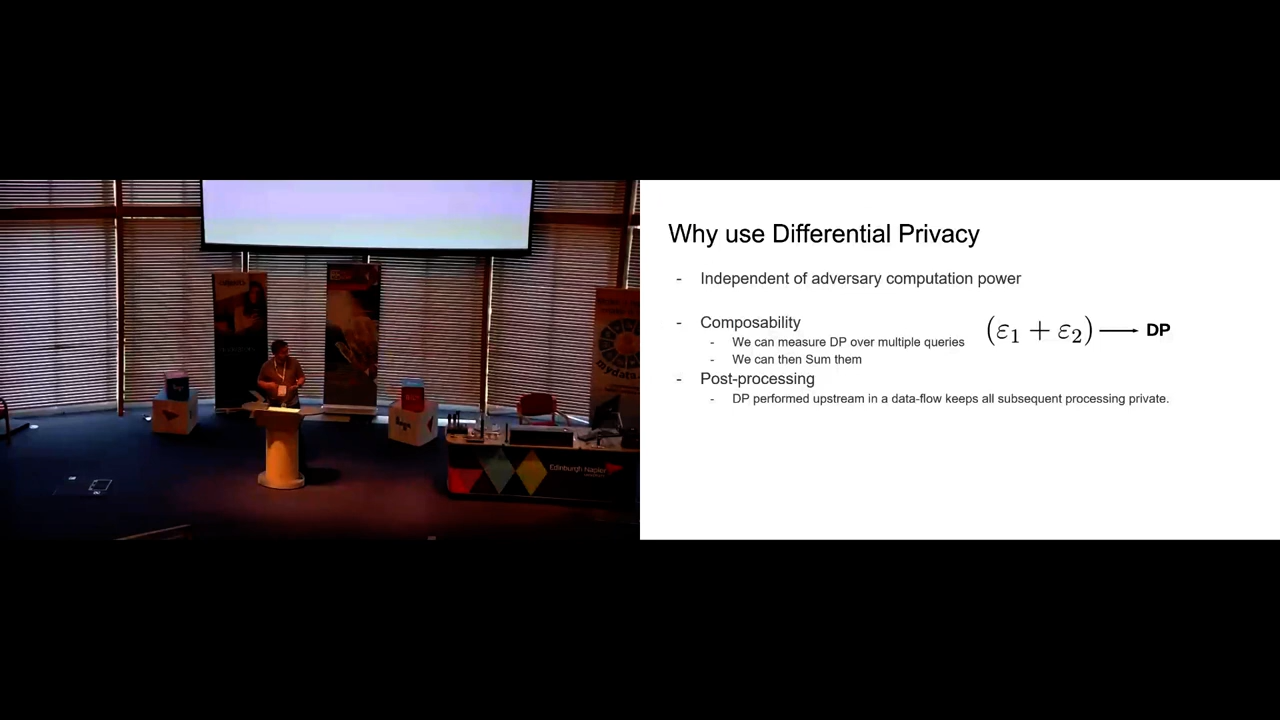 Why use Differential Privacy
- Independent of adversary computation power
- Composability
- We can measure DP over multiple queries
- We can then Sum them
(ε₁ + ε₂) ⟶ DP
- Post-processing
- DP performed upstream in a data-flow keeps all subsequent processing private.
mydata
Edinburgh Napier